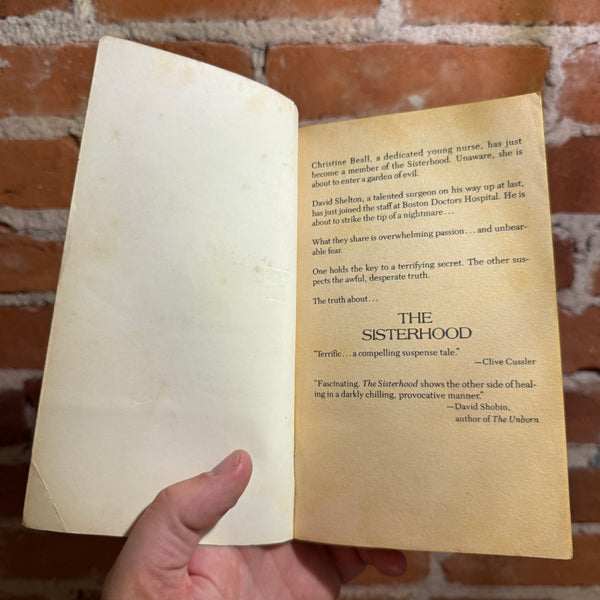 Christine Beall, a dedicated young nurse, has just
become a member of the Sisterhood. Unaware, she is
about to enter a garden of evil.
David Shelton, a talented surgeon on his way up at last,
has just joined the staff at Boston Doctors Hospital. He is
about to strike the tip of a nightmare...
What they share is overwhelming passion...and unbear-
able fear.
One holds the key to a terrifying secret. The other sus-
pects the awful, desperate truth.
The truth about...
THE
SISTERHOOD
"Terrific...a compelling suspense tale."
—Clive Cussler
"Fascinating. The Sisterhood shows the other side of heal-
ing in a darkly chilling, provocative manner."
—David Shobin,
author of The Unborn